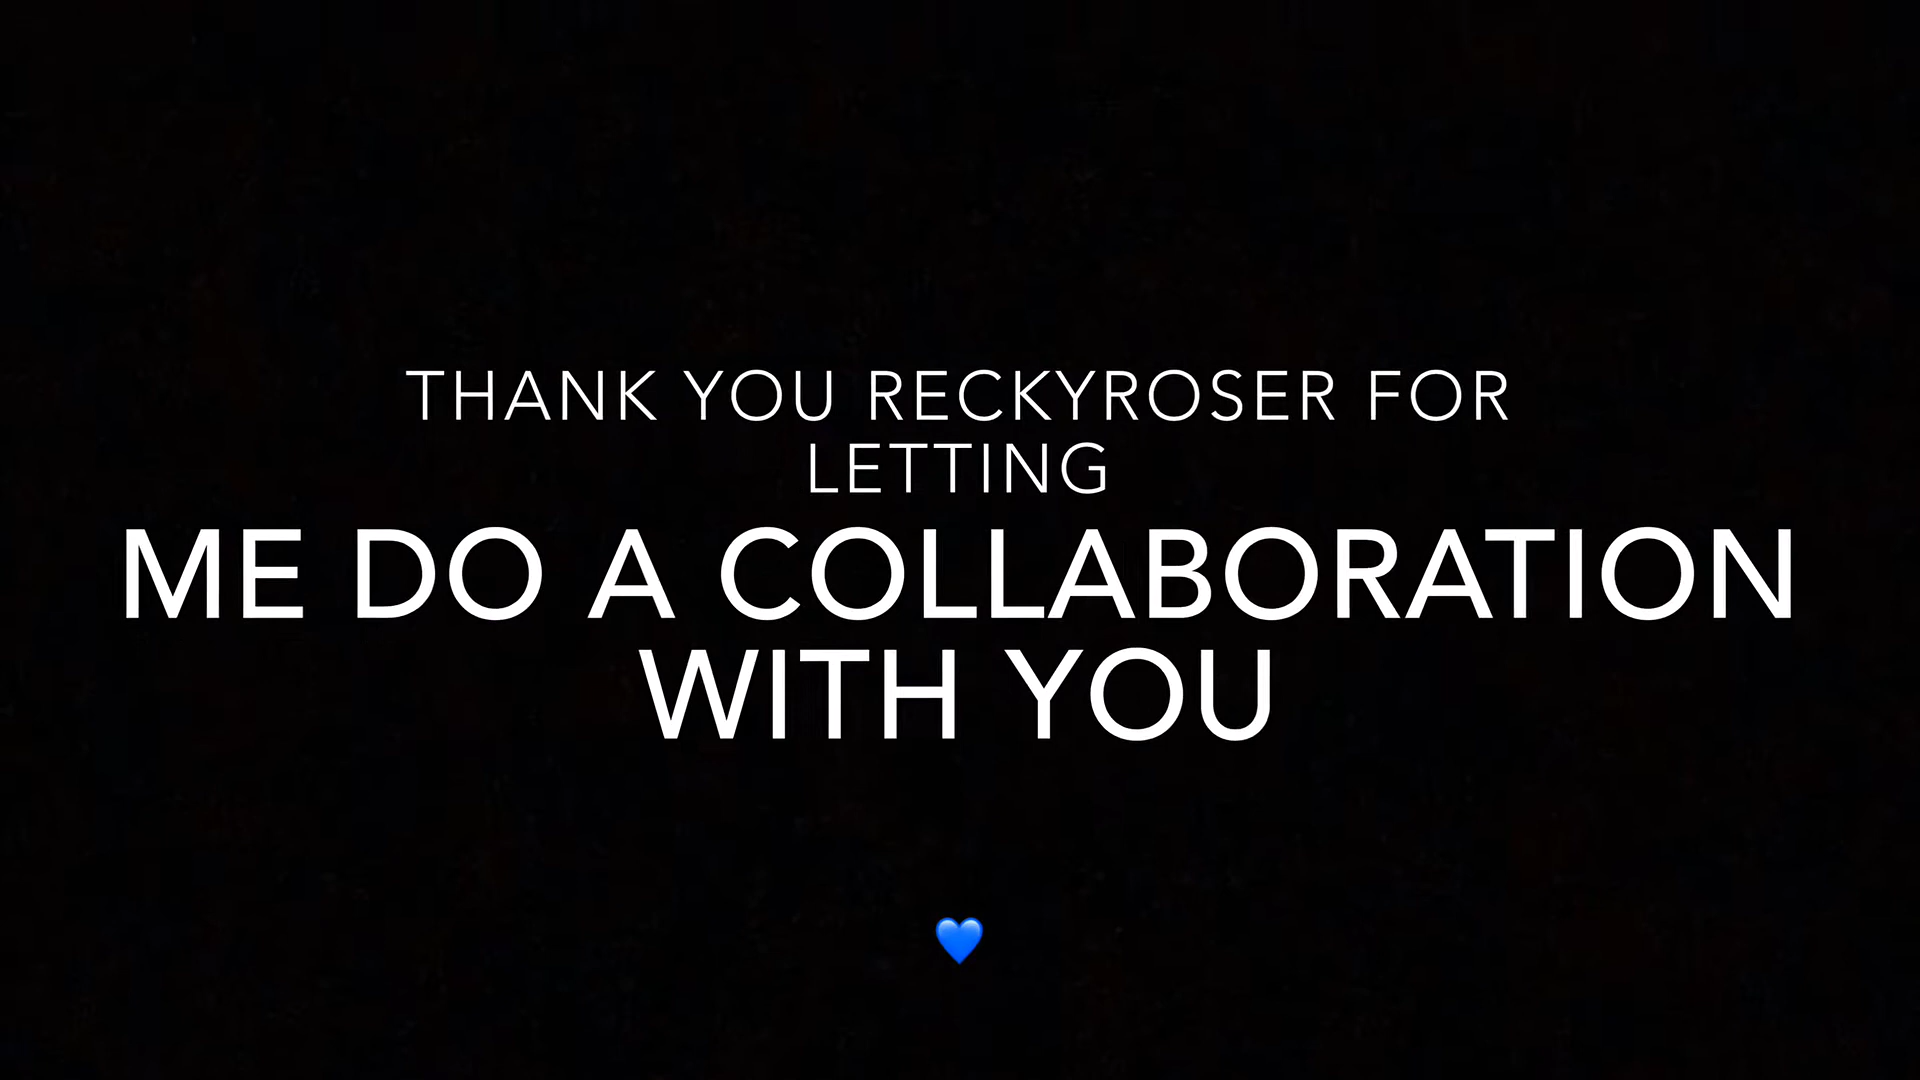 THANK YOU RECKYROSER FOR
LETTING
ME DO A COLLABORATION
WITH YOU
💙